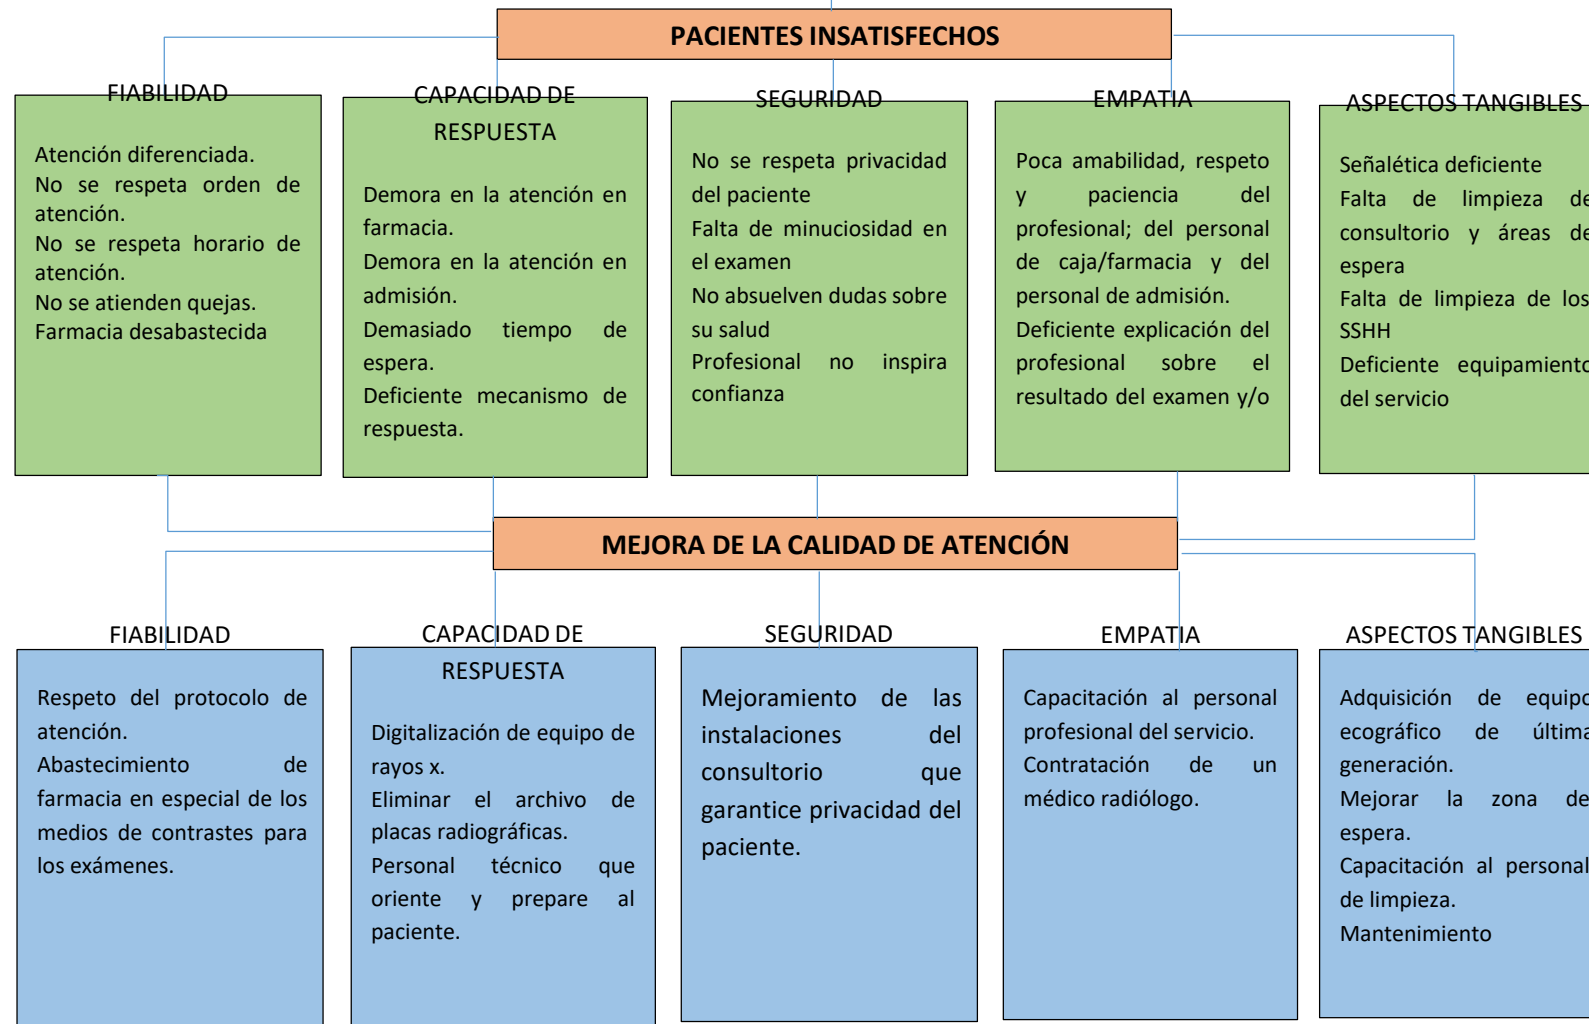 PACIENTES INSATISFECHOS
FIABILIDAD
Atención diferenciada.
No se respeta orden de
atención.
No se respeta horario de
atención.
No se atienden quejas.
Farmacia desabastecida
CAPACIDAD DE
RESPUESTA
Demora en la atención en
farmacia.
Demora en la atención en
admisión.
Demasiado tiempo de
espera.
Deficiente mecanismo de
respuesta.
SEGURIDAD
No se respeta privacidad
del paciente
Falta de minuciosidad en
el examen
No absuelven dudas sobre
su salud
Profesional no inspira
confianza
EMPATIA
Poca amabilidad, respeto
y paciencia del
profesional; del personal
de caja/farmacia y del
personal de admisión.
Deficiente explicación del
profesional sobre el
resultado del examen y/o
ASPECTOS TANGIBLES
Señalética deficiente
Falta de limpieza de
consultorio y áreas de
espera
Falta de limpieza de los
SSHH
Deficiente equipamiento
del servicio
MEJORA DE LA CALIDAD DE ATENCIÓN
FIABILIDAD
Respeto del protocolo de
atención.
Abastecimiento de
farmacia en especial de los
medios de contrastes para
los exámenes.
CAPACIDAD DE
RESPUESTA
Digitalización de equipo de
rayos x.
Eliminar el archivo de
placas radiográficas.
Personal técnico que
oriente y prepare al
paciente.
SEGURIDAD
Mejoramiento de las
instalaciones del
consultorio que
garantice privacidad del
paciente.
EMPATIA
Capacitación al personal
profesional del servicio.
Contratación de un
médico radiólogo.
ASPECTOS TANGIBLES
Adquisición de equipo
ecográfico de última
generación.
Mejorar la zona de
espera.
Capacitación al personal
de limpieza.
Mantenimiento